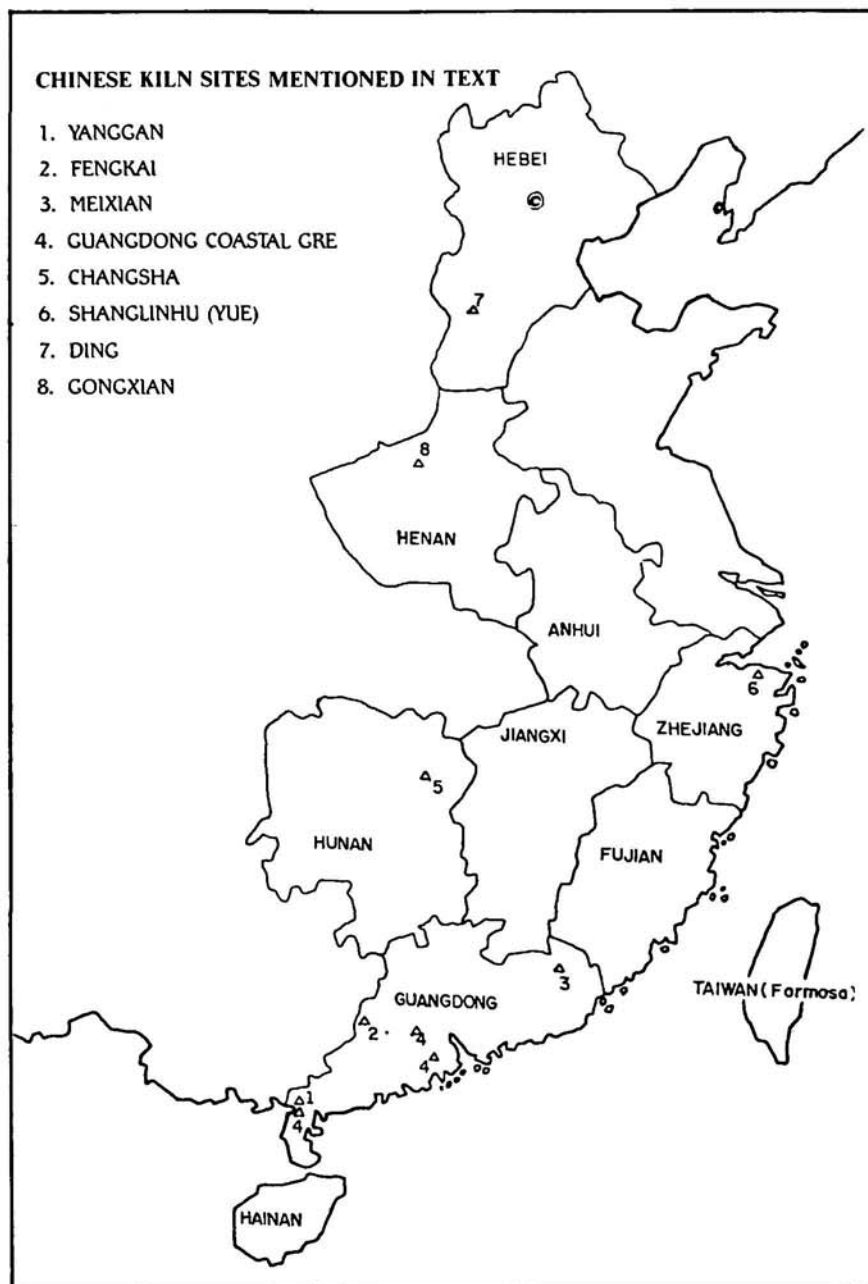 CHINESE KILN SITES MENTIONED IN TEXT
1. YANGGAN
2. FENGKAI
3. MEIXIAN
4. GUANGDONG COASTAL GRE
5. CHANGSHA
6. SHANGLINHU (YUE)
7. DING
8. GONGXIAN
HEBEI
7
8
HENAN
ANHUI
6
ZHEJIANG
JIANGXI
5
HUNAN
FUJIAN
3
TAIWAN (Formosa)
GUANGDONG
2
4
4
1
4
HAINAN